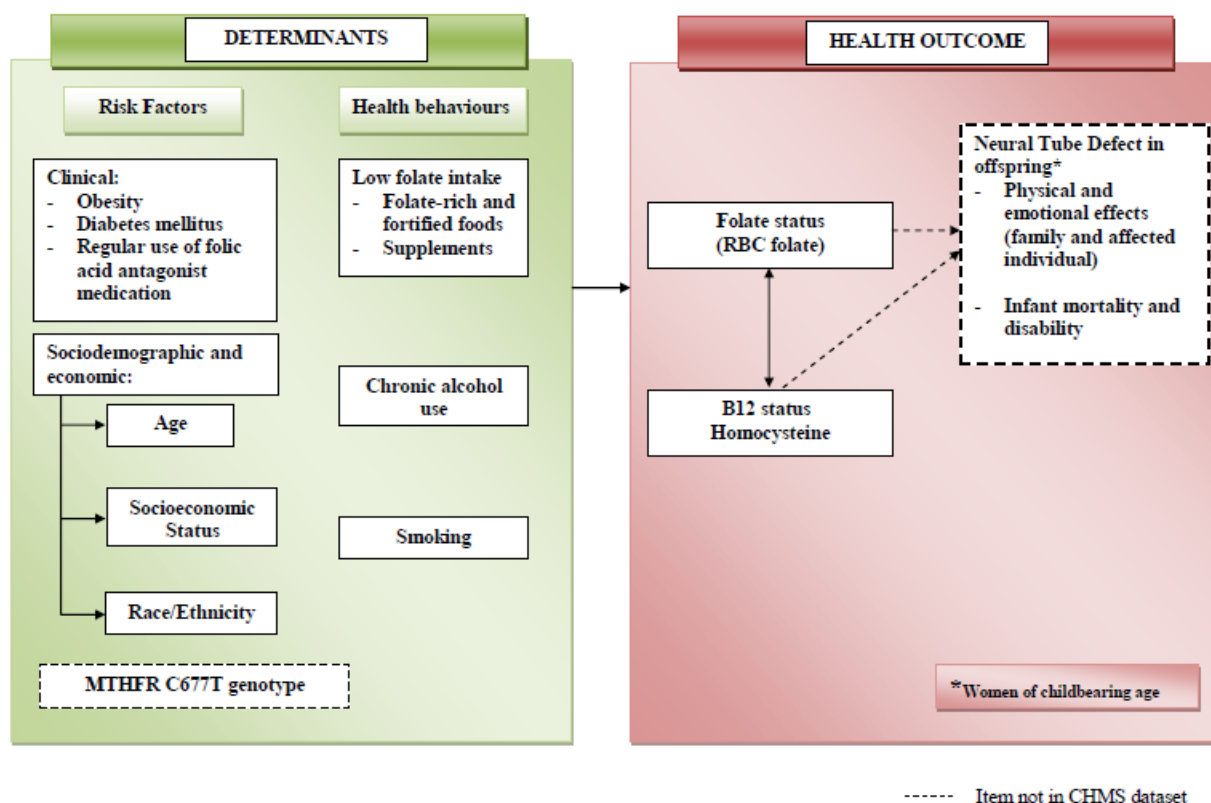 DETERMINANTS
Risk Factors
Health behaviours
Clinical:
- Obesity
- Diabetes mellitus
- Regular use of folic
acid antagonist
medication
Low folate intake
- Folate-rich and
fortified foods
- Supplements
Sociodemographic and
economic:
Age
Socioeconomic
Status
Race/Ethnicity
MTHFR C677T genotype
Chronic alcohol
use
Smoking
HEALTH OUTCOME
Folate status
(RBC folate)
B12 status
Homocysteine
Neural Tube Defect in
offspring*
- Physical and
emotional effects
(family and affected
individual)
- Infant mortality and
disability
*Women of childbearing age
Item not in CHMS dataset